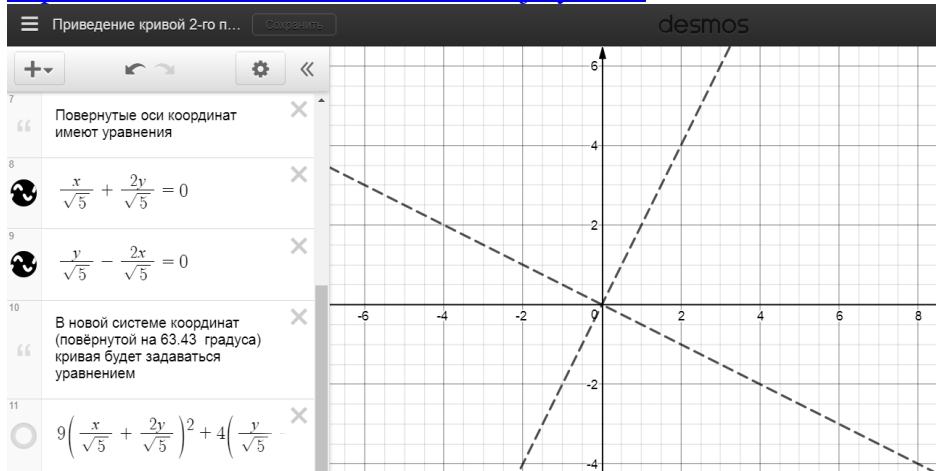 Приведение кривой 2-го п...
Сохранить
desmos
7
Повернутые оси координат
имеют уравнения
8
x/√5 + 2y/√5 = 0
9
y/√5 − 2x/√5 = 0
10
В новой системе координат
(повёрнутой на 63.43 градуса)
кривая будет задаваться
уравнением
11
9(x/√5 + 2y/√5)² + 4(y/√5 -
6
4
2
-6
-4
-2
0
2
4
6
8
-2
-4